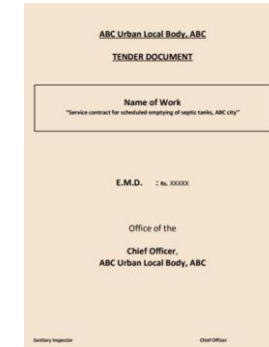 ABC Urban Local Body, ABC
TENDER DOCUMENT
Name of Work
"Service contract for scheduled emptying of septic tanks, ABC city"
E.M.D. : Rs. XXXXX
Office of the
Chief Officer,
ABC Urban Local Body, ABC
Sanitary Inspector Chief Officer